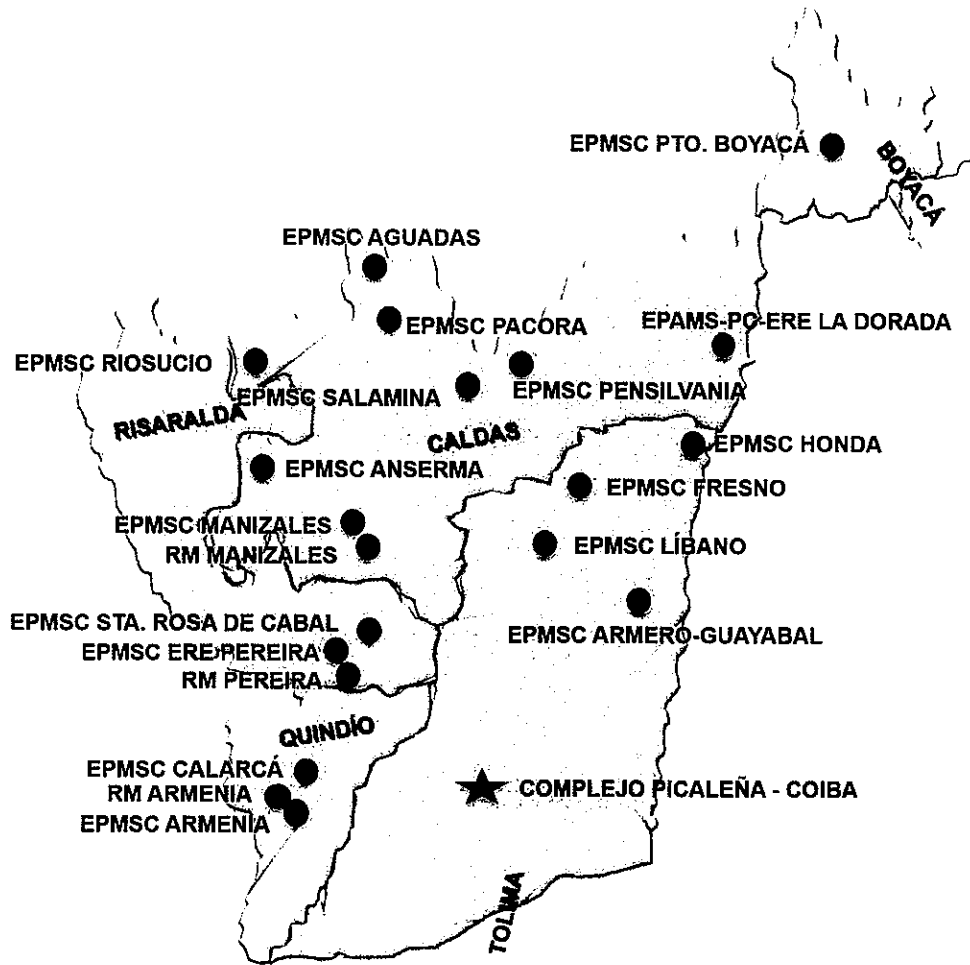 EPMSC PTO. BOYACÁ
BOYACÁ
EPMSC AGUADAS
EPMSC PACORA
EPAMS-PC-ERE LA DORADA
EPMSC RIOSUCIO
EPMSC SALAMINA
EPMSC PENSILVANIA
RISARALDA
CALDAS
EPMSC HONDA
EPMSC ANSERMA
EPMSC FRESNO
EPMSC MANIZALES
RM MANIZALES
EPMSC LÍBANO
EPMSC STA. ROSA DE CABAL
EPMSC ARMERO-GUAYABAL
EPMSC ERE PEREIRA
RM PEREIRA
QUINDÍO
EPMSC CALARCÁ
RM ARMENIA
EPMSC ARMENIA
COMPLEJO PICALEÑA - COIBA
TOLIMA